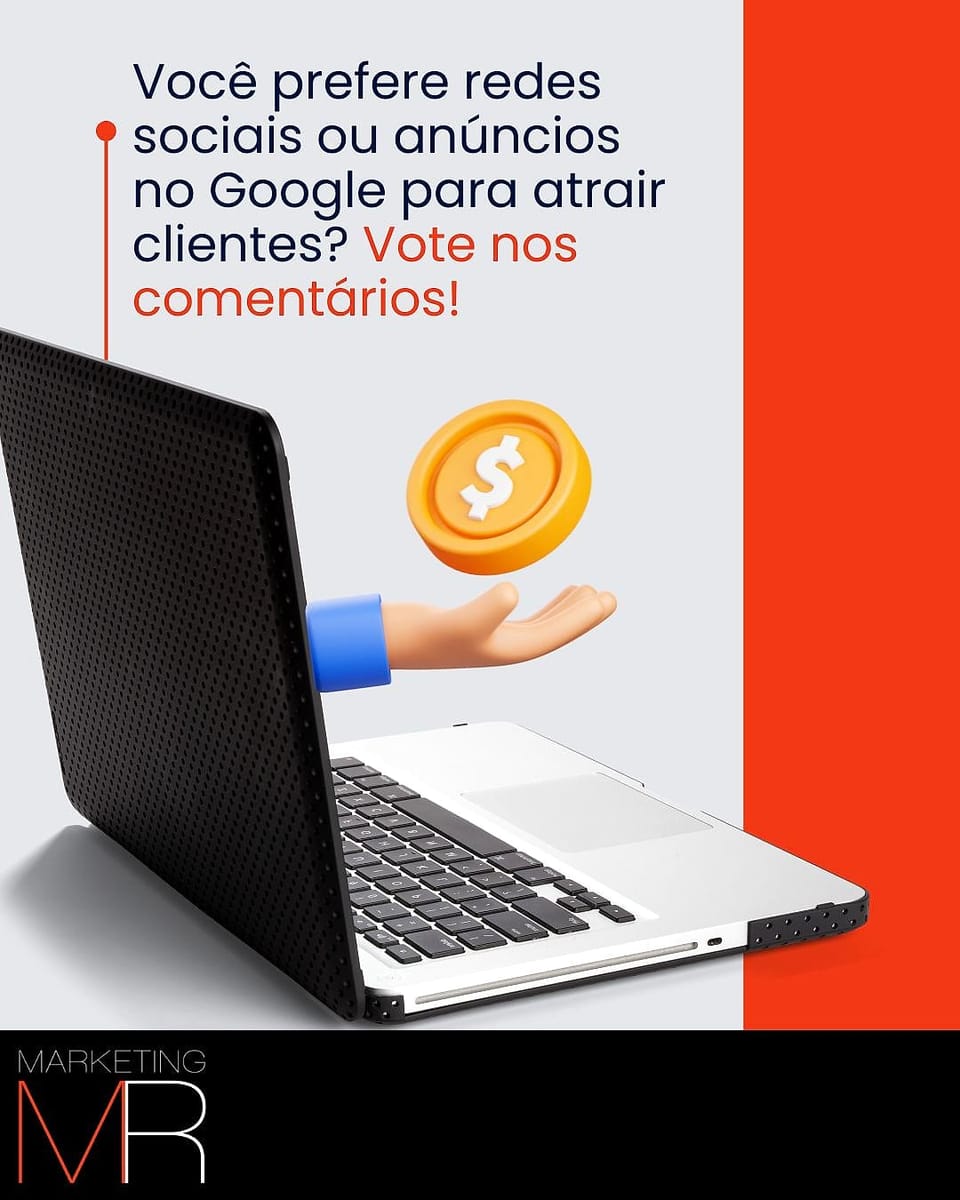 Você prefere redes
sociais ou anúncios
no Google para atrair
clientes? Vote nos
comentários!
$
MARKETING
MR